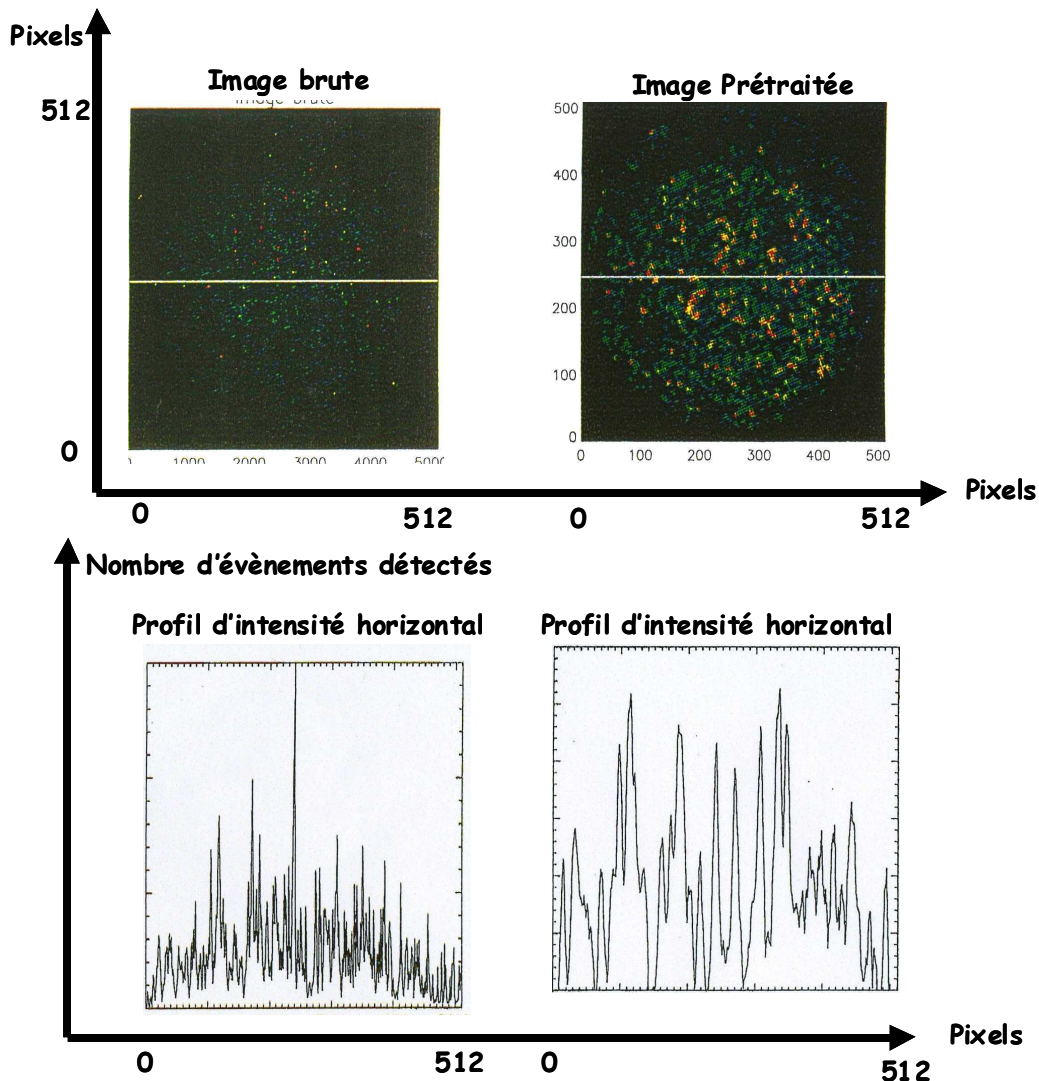 Pixels
Image brute
Image Prétraitée
512
500
400
300
200
100
0
0
1000 2000 3000 4000 5000
0 100 200 300 400 500
Pixels
0 512 0 512
Nombre d'évènements détectés
Profil d'intensité horizontal Profil d'intensité horizontal
Pixels
0 512 0 512